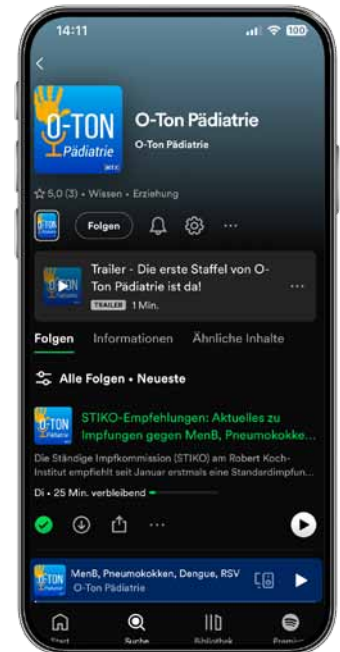 14:11
100
O-TON
Pädiatrie
O-Ton Pädiatrie
O-Ton Pädiatrie
5,0 (3) • Wissen • Erziehung
Folgen
Trailer - Die erste Staffel von O-
Ton Pädiatrie ist da!
TRAILER 1 Min.
Folgen Informationen Ähnliche Inhalte
Alle Folgen • Neueste
O-TON
STIKO-Empfehlungen: Aktuelles zu
Impfungen gegen MenB, Pneumokokke...
Die Ständige Impfkommission (STIKO) am Robert Koch-
Institut empfiehlt seit Januar erstmals eine Standardimpfun...
Di • 25 Min. verbleibend
MenB, Pneumokokken, Dengue, RSV
O-Ton Pädiatrie
Start Suche Bibliothek Premium